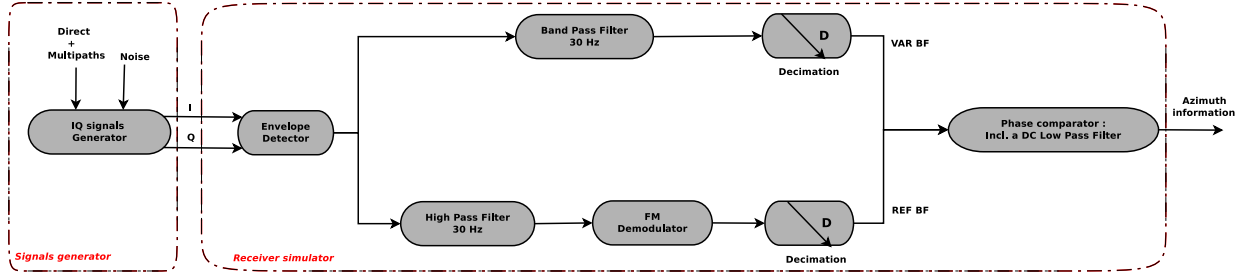 Direct
+
Multipaths
Noise
IQ signals
Generator
I
Q
Signals generator
Envelope
Detector
Band Pass Filter
30 Hz
D
Decimation
VAR BF
High Pass Filter
30 Hz
FM
Demodulator
D
Decimation
REF BF
Phase comparator :
Incl. a DC Low Pass Filter
Azimuth
information
Receiver simulator